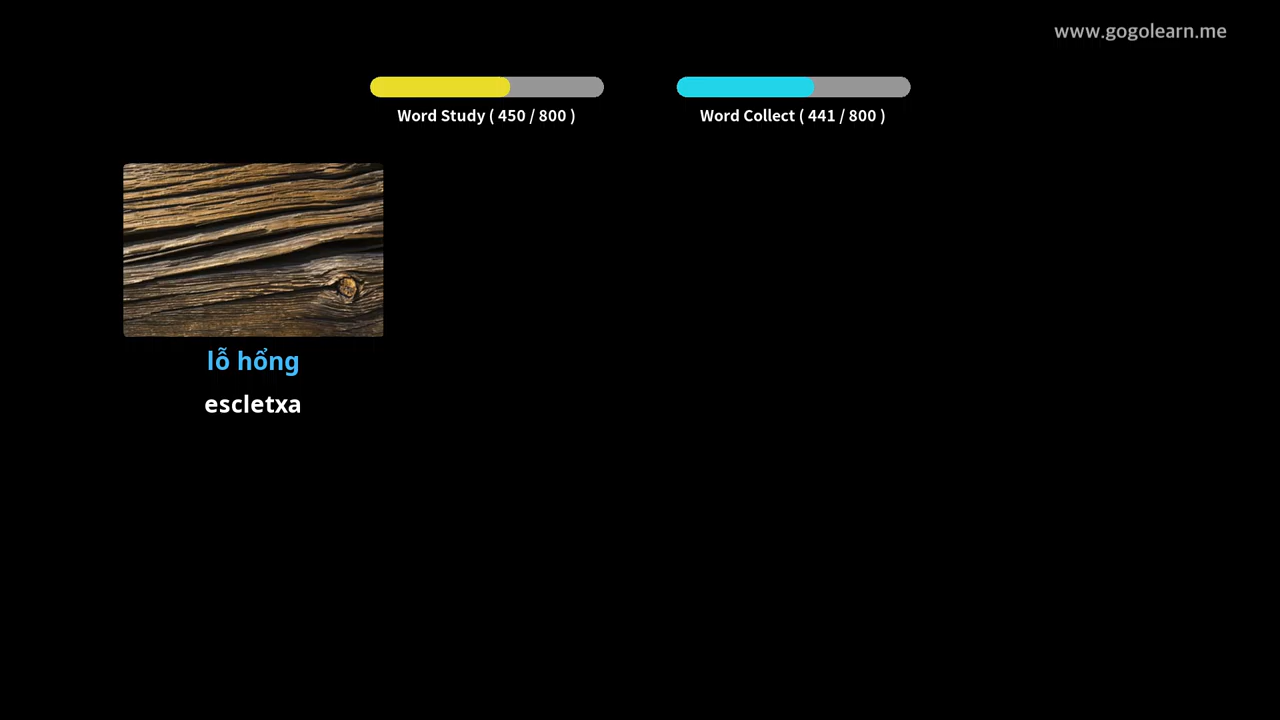 www.gogolearn.me
Word Study ( 450 / 800 )
Word Collect ( 441 / 800 )
lỗ hổng
escletxa